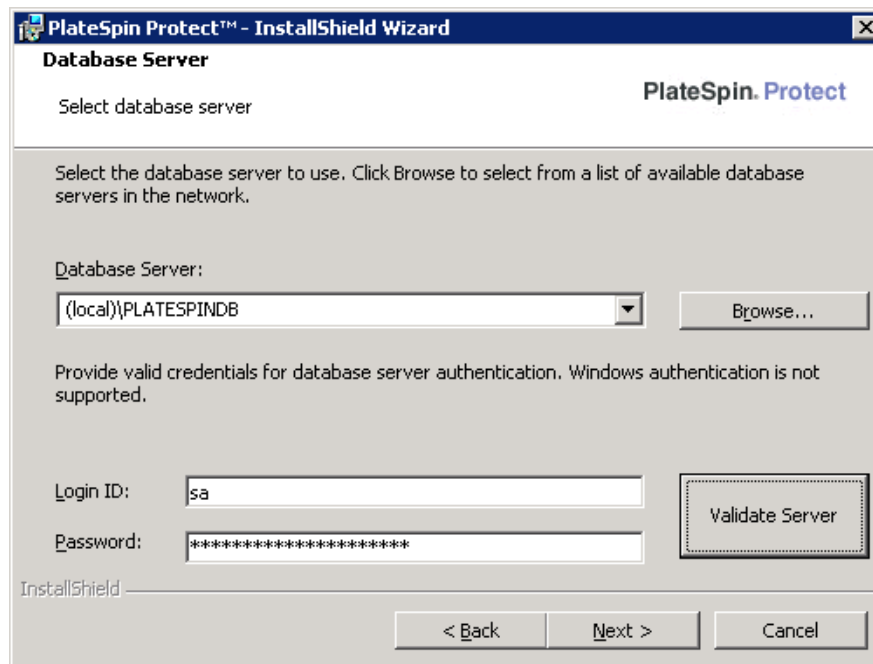 PlateSpin Protect™ - InstallShield Wizard
Database Server
Select database server
PlateSpin. Protect
Select the database server to use. Click Browse to select from a list of available database
servers in the network.
Database Server:
(local)\PLATESPINDB
Browse...
Provide valid credentials for database server authentication. Windows authentication is not
supported.
Login ID:
sa
Validate Server
Password:
*********************
InstallShield
< Back
Next >
Cancel